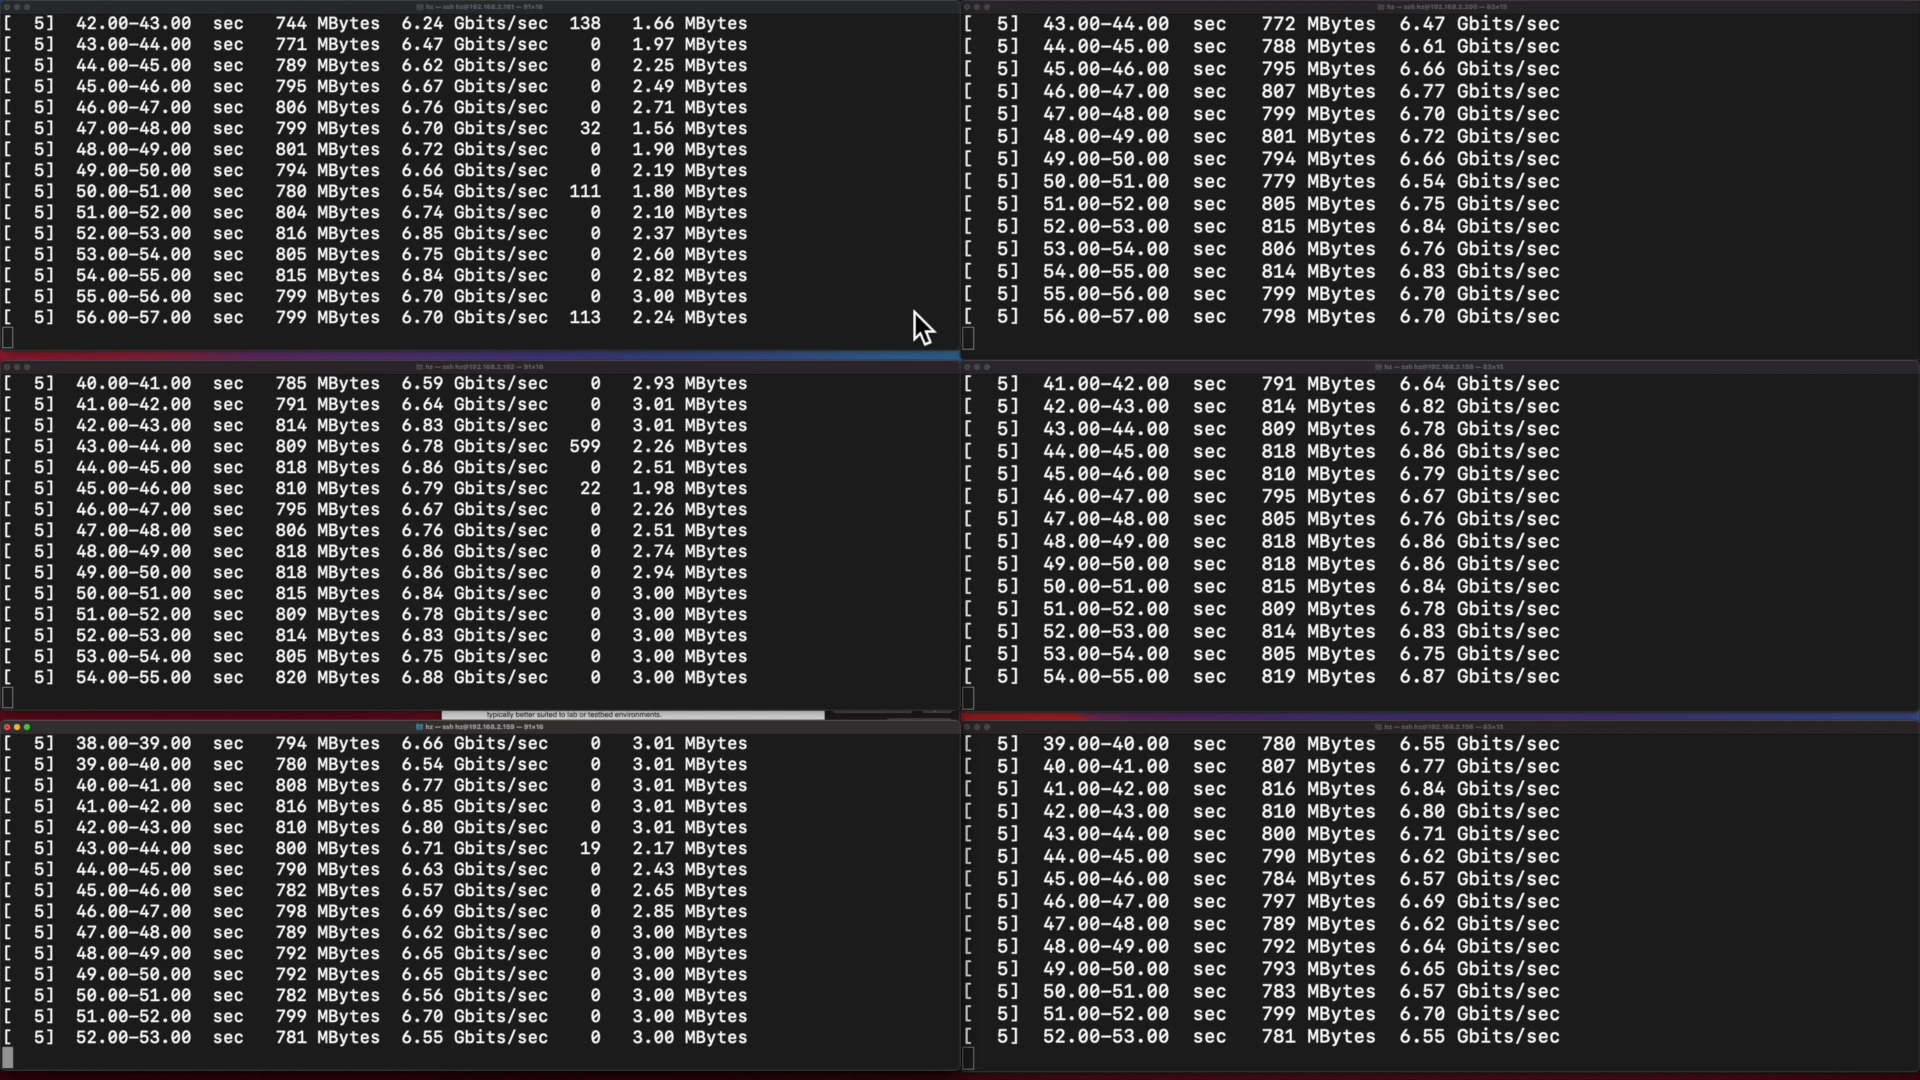 hz — ssh hz@192.168.2.161 — 91×16
[  5]  42.00-43.00  sec   744 MBytes  6.24 Gbits/sec  138   1.66 MBytes
[  5]  43.00-44.00  sec   771 MBytes  6.47 Gbits/sec    0   1.97 MBytes
[  5]  44.00-45.00  sec   789 MBytes  6.62 Gbits/sec    0   2.25 MBytes
[  5]  45.00-46.00  sec   795 MBytes  6.67 Gbits/sec    0   2.49 MBytes
[  5]  46.00-47.00  sec   806 MBytes  6.76 Gbits/sec    0   2.71 MBytes
[  5]  47.00-48.00  sec   799 MBytes  6.70 Gbits/sec   32   1.56 MBytes
[  5]  48.00-49.00  sec   801 MBytes  6.72 Gbits/sec    0   1.90 MBytes
[  5]  49.00-50.00  sec   794 MBytes  6.66 Gbits/sec    0   2.19 MBytes
[  5]  50.00-51.00  sec   780 MBytes  6.54 Gbits/sec  111   1.80 MBytes
[  5]  51.00-52.00  sec   804 MBytes  6.74 Gbits/sec    0   2.10 MBytes
[  5]  52.00-53.00  sec   816 MBytes  6.85 Gbits/sec    0   2.37 MBytes
[  5]  53.00-54.00  sec   805 MBytes  6.75 Gbits/sec    0   2.60 MBytes
[  5]  54.00-55.00  sec   815 MBytes  6.84 Gbits/sec    0   2.82 MBytes
[  5]  55.00-56.00  sec   799 MBytes  6.70 Gbits/sec    0   3.00 MBytes
[  5]  56.00-57.00  sec   799 MBytes  6.70 Gbits/sec  113   2.24 MBytes
hz — ssh hz@192.168.2.200 — 83×15
[  5]  43.00-44.00  sec   772 MBytes  6.47 Gbits/sec
[  5]  44.00-45.00  sec   788 MBytes  6.61 Gbits/sec
[  5]  45.00-46.00  sec   795 MBytes  6.66 Gbits/sec
[  5]  46.00-47.00  sec   807 MBytes  6.77 Gbits/sec
[  5]  47.00-48.00  sec   799 MBytes  6.70 Gbits/sec
[  5]  48.00-49.00  sec   801 MBytes  6.72 Gbits/sec
[  5]  49.00-50.00  sec   794 MBytes  6.66 Gbits/sec
[  5]  50.00-51.00  sec   779 MBytes  6.54 Gbits/sec
[  5]  51.00-52.00  sec   805 MBytes  6.75 Gbits/sec
[  5]  52.00-53.00  sec   815 MBytes  6.84 Gbits/sec
[  5]  53.00-54.00  sec   806 MBytes  6.76 Gbits/sec
[  5]  54.00-55.00  sec   814 MBytes  6.83 Gbits/sec
[  5]  55.00-56.00  sec   799 MBytes  6.70 Gbits/sec
[  5]  56.00-57.00  sec   798 MBytes  6.70 Gbits/sec
hz — ssh hz@192.168.2.162 — 91×16
[  5]  40.00-41.00  sec   785 MBytes  6.59 Gbits/sec    0   2.93 MBytes
[  5]  41.00-42.00  sec   791 MBytes  6.64 Gbits/sec    0   3.01 MBytes
[  5]  42.00-43.00  sec   814 MBytes  6.83 Gbits/sec    0   3.01 MBytes
[  5]  43.00-44.00  sec   809 MBytes  6.78 Gbits/sec  599   2.26 MBytes
[  5]  44.00-45.00  sec   818 MBytes  6.86 Gbits/sec    0   2.51 MBytes
[  5]  45.00-46.00  sec   810 MBytes  6.79 Gbits/sec   22   1.98 MBytes
[  5]  46.00-47.00  sec   795 MBytes  6.67 Gbits/sec    0   2.26 MBytes
[  5]  47.00-48.00  sec   806 MBytes  6.76 Gbits/sec    0   2.51 MBytes
[  5]  48.00-49.00  sec   818 MBytes  6.86 Gbits/sec    0   2.74 MBytes
[  5]  49.00-50.00  sec   818 MBytes  6.86 Gbits/sec    0   2.94 MBytes
[  5]  50.00-51.00  sec   815 MBytes  6.84 Gbits/sec    0   3.00 MBytes
[  5]  51.00-52.00  sec   809 MBytes  6.78 Gbits/sec    0   3.00 MBytes
[  5]  52.00-53.00  sec   814 MBytes  6.83 Gbits/sec    0   3.00 MBytes
[  5]  53.00-54.00  sec   805 MBytes  6.75 Gbits/sec    0   3.00 MBytes
[  5]  54.00-55.00  sec   820 MBytes  6.88 Gbits/sec    0   3.00 MBytes
[  5]  41.00-42.00  sec   791 MBytes  6.64 Gbits/sec
[  5]  42.00-43.00  sec   814 MBytes  6.82 Gbits/sec
[  5]  43.00-44.00  sec   809 MBytes  6.78 Gbits/sec
[  5]  44.00-45.00  sec   818 MBytes  6.86 Gbits/sec
[  5]  45.00-46.00  sec   810 MBytes  6.79 Gbits/sec
[  5]  46.00-47.00  sec   795 MBytes  6.67 Gbits/sec
[  5]  47.00-48.00  sec   805 MBytes  6.76 Gbits/sec
[  5]  48.00-49.00  sec   818 MBytes  6.86 Gbits/sec
[  5]  49.00-50.00  sec   818 MBytes  6.86 Gbits/sec
[  5]  50.00-51.00  sec   815 MBytes  6.84 Gbits/sec
[  5]  51.00-52.00  sec   809 MBytes  6.78 Gbits/sec
[  5]  52.00-53.00  sec   814 MBytes  6.83 Gbits/sec
[  5]  53.00-54.00  sec   805 MBytes  6.75 Gbits/sec
[  5]  54.00-55.00  sec   819 MBytes  6.87 Gbits/sec
typically better suited to lab or testbed environments.
hz — ssh hz@192.168.2.159 — 91×16
[  5]  38.00-39.00  sec   794 MBytes  6.66 Gbits/sec    0   3.01 MBytes
[  5]  39.00-40.00  sec   780 MBytes  6.54 Gbits/sec    0   3.01 MBytes
[  5]  40.00-41.00  sec   808 MBytes  6.77 Gbits/sec    0   3.01 MBytes
[  5]  41.00-42.00  sec   816 MBytes  6.85 Gbits/sec    0   3.01 MBytes
[  5]  42.00-43.00  sec   810 MBytes  6.80 Gbits/sec    0   3.01 MBytes
[  5]  43.00-44.00  sec   800 MBytes  6.71 Gbits/sec   19   2.17 MBytes
[  5]  44.00-45.00  sec   790 MBytes  6.63 Gbits/sec    0   2.43 MBytes
[  5]  45.00-46.00  sec   782 MBytes  6.57 Gbits/sec    0   2.65 MBytes
[  5]  46.00-47.00  sec   798 MBytes  6.69 Gbits/sec    0   2.85 MBytes
[  5]  47.00-48.00  sec   789 MBytes  6.62 Gbits/sec    0   3.00 MBytes
[  5]  48.00-49.00  sec   792 MBytes  6.65 Gbits/sec    0   3.00 MBytes
[  5]  49.00-50.00  sec   792 MBytes  6.65 Gbits/sec    0   3.00 MBytes
[  5]  50.00-51.00  sec   782 MBytes  6.56 Gbits/sec    0   3.00 MBytes
[  5]  51.00-52.00  sec   799 MBytes  6.70 Gbits/sec    0   3.00 MBytes
[  5]  52.00-53.00  sec   781 MBytes  6.55 Gbits/sec    0   3.00 MBytes
[  5]  39.00-40.00  sec   780 MBytes  6.55 Gbits/sec
[  5]  40.00-41.00  sec   807 MBytes  6.77 Gbits/sec
[  5]  41.00-42.00  sec   816 MBytes  6.84 Gbits/sec
[  5]  42.00-43.00  sec   810 MBytes  6.80 Gbits/sec
[  5]  43.00-44.00  sec   800 MBytes  6.71 Gbits/sec
[  5]  44.00-45.00  sec   790 MBytes  6.62 Gbits/sec
[  5]  45.00-46.00  sec   784 MBytes  6.57 Gbits/sec
[  5]  46.00-47.00  sec   797 MBytes  6.69 Gbits/sec
[  5]  47.00-48.00  sec   789 MBytes  6.62 Gbits/sec
[  5]  48.00-49.00  sec   792 MBytes  6.64 Gbits/sec
[  5]  49.00-50.00  sec   793 MBytes  6.65 Gbits/sec
[  5]  50.00-51.00  sec   783 MBytes  6.57 Gbits/sec
[  5]  51.00-52.00  sec   799 MBytes  6.70 Gbits/sec
[  5]  52.00-53.00  sec   781 MBytes  6.55 Gbits/sec